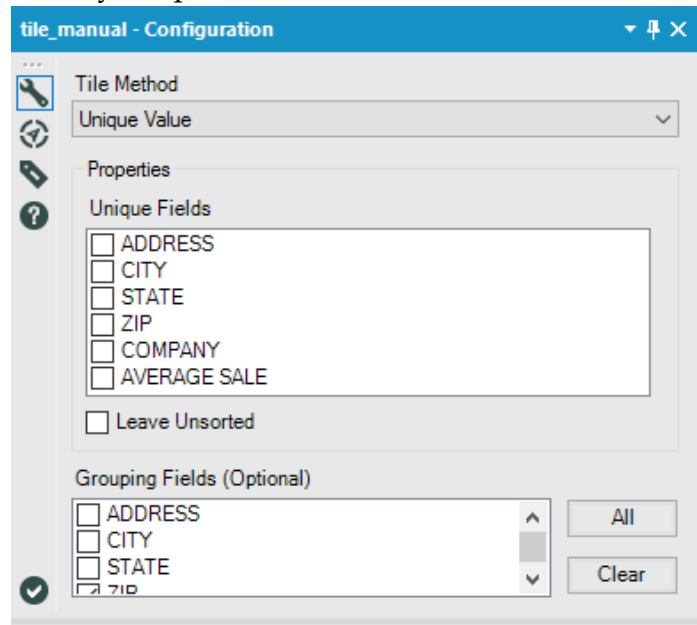 tile_manual - Configuration
Tile Method
Unique Value
Properties
Unique Fields
ADDRESS
CITY
STATE
ZIP
COMPANY
AVERAGE SALE
Leave Unsorted
Grouping Fields (Optional)
ADDRESS
CITY
STATE
ZIP
All
Clear